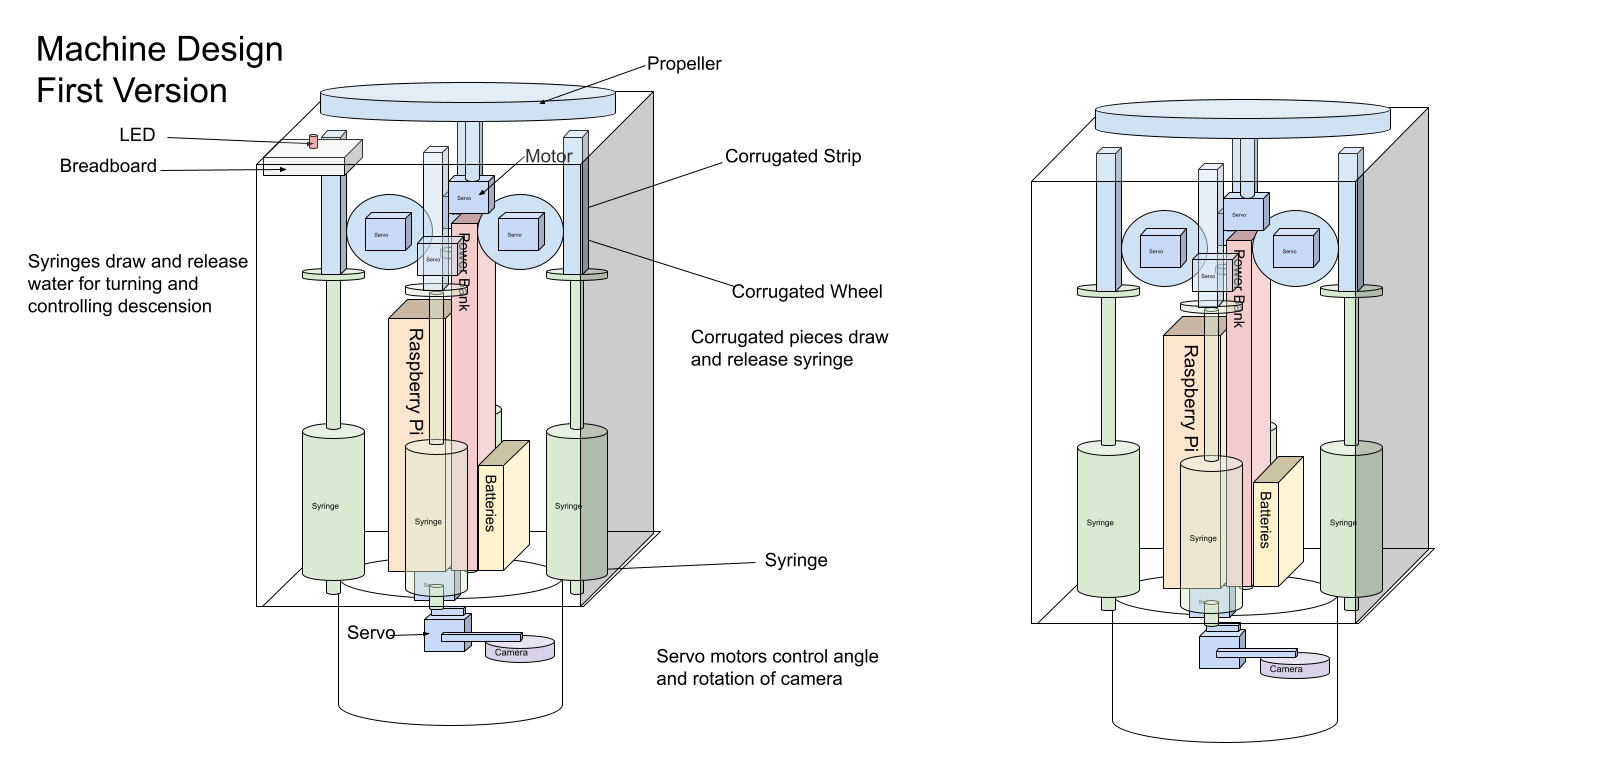 Machine Design
First Version
Propeller
LED
Breadboard
Motor
Corrugated Strip
Servo
Servo
Servo
Servo
Power Bank
Syringes draw and release
water for turning and
controlling descension
Corrugated Wheel
Corrugated pieces draw
and release syringe
Raspberry Pi
Batteries
Syringe
Syringe
Syringe
Syringe
Servo
Camera
Servo motors control angle
and rotation of camera
Servo
Servo
Servo
Servo
Power Bank
Raspberry Pi
Batteries
Syringe
Syringe
Syringe
Camera